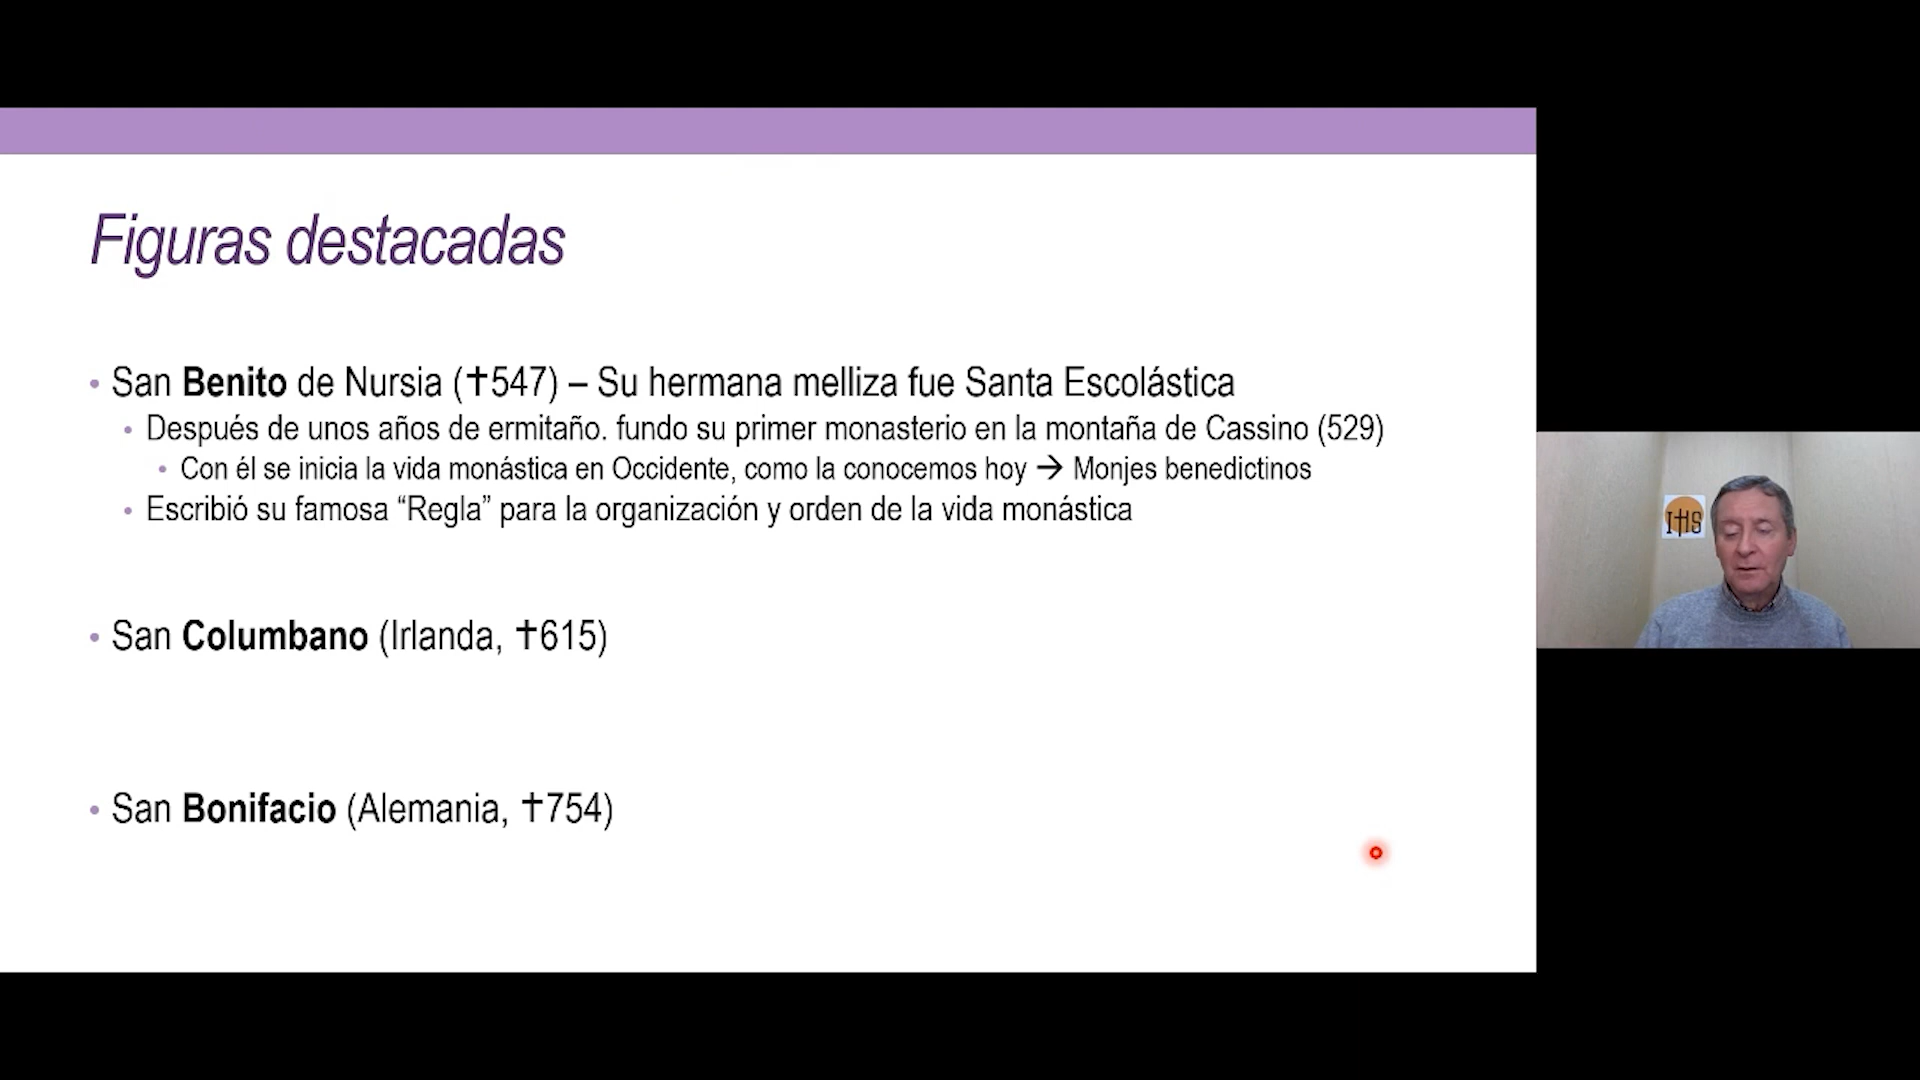 Figuras destacadas
• San Benito de Nursia (✝547) – Su hermana melliza fue Santa Escolástica
• Después de unos años de ermitaño. fundo su primer monasterio en la montaña de Cassino (529)
• Con él se inicia la vida monástica en Occidente, como la conocemos hoy → Monjes benedictinos
• Escribió su famosa “Regla” para la organización y orden de la vida monástica
• San Columbano (Irlanda, ✝615)
• San Bonifacio (Alemania, ✝754)
IHS